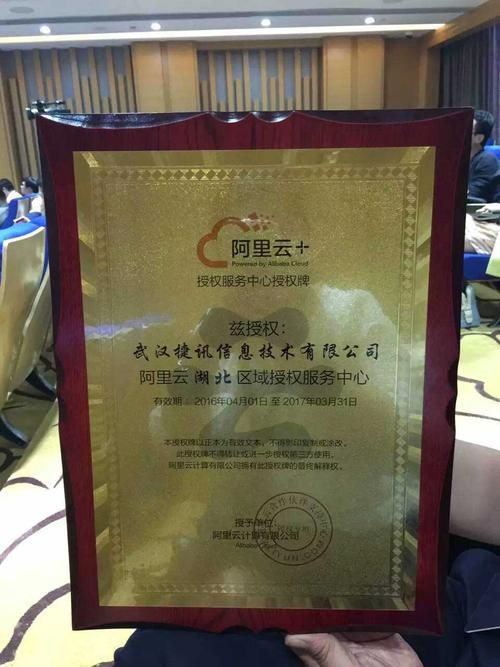 阿里云+
Powered by Alibaba Cloud
授权服务中心授权牌
兹授权：
武汉捷讯信息技术有限公司
阿里云 湖北 区域授权服务中心
有效期： 2016年04月01日 至 2017年03月31日
本授权牌以正本为有效文本，不得影印复制或涂改。
此授权牌不得转让或进一步授权第三方使用。
阿里云计算有限公司拥有此授权牌的最终解释权。
授予单位：
阿里云计算有限公司